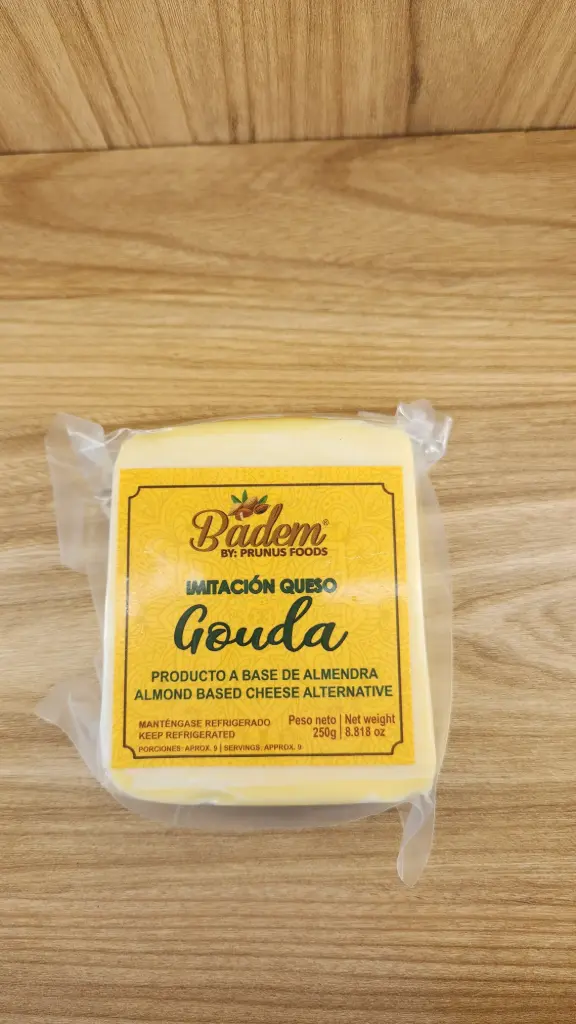 Badem®
BY: PRUNUS FOODS
IMITACIÓN QUESO
Gouda
PRODUCTO A BASE DE ALMENDRA
ALMOND BASED CHEESE ALTERNATIVE
MANTÉNGASE REFRIGERADO
KEEP REFRIGERATED
PORCIONES: APROX. 9 | SERVINGS: APPROX. 9
Peso neto | Net weight
250g | 8.818 oz